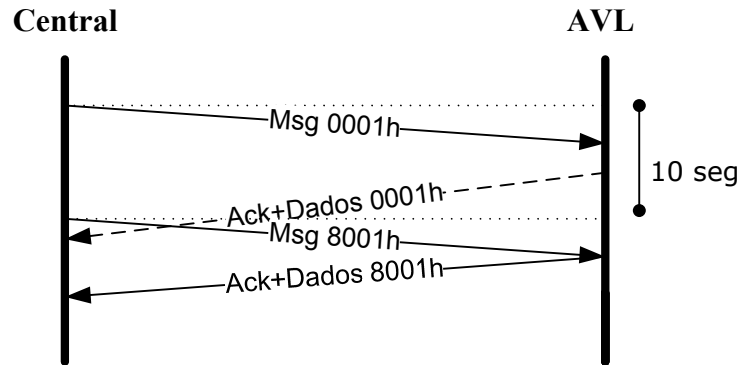 Central
AVL
Msg 0001h
10 seg
Ack+Dados 0001h
Msg 8001h
Ack+Dados 8001h